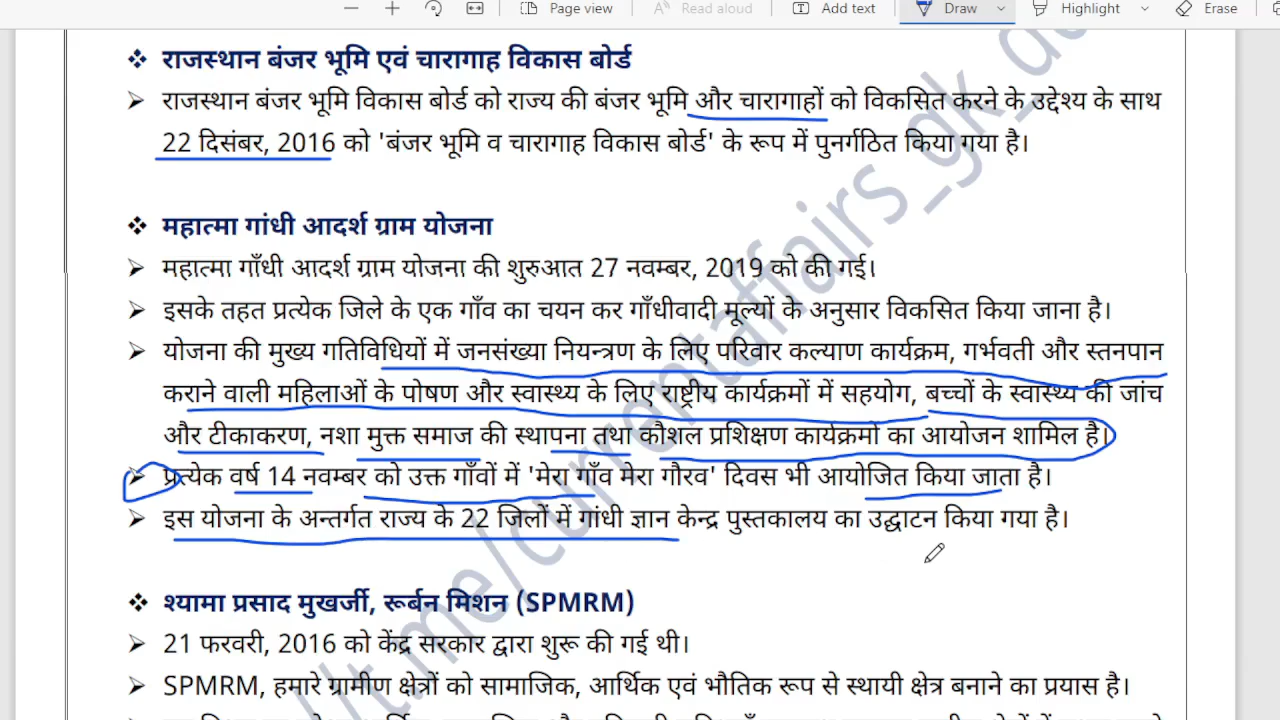 Page view
Read aloud
Add text
Draw
Highlight
Erase
राजस्थान बंजर भूमि एवं चारागाह विकास बोर्ड
राजस्थान बंजर भूमि विकास बोर्ड को राज्य की बंजर भूमि और चारागाहों को विकसित करने के उद्देश्य के साथ
22 दिसंबर, 2016 को 'बंजर भूमि व चारागाह विकास बोर्ड' के रूप में पुनर्गठित किया गया है।
महात्मा गांधी आदर्श ग्राम योजना
महात्मा गाँधी आदर्श ग्राम योजना की शुरुआत 27 नवम्बर, 2019 को की गई।
इसके तहत प्रत्येक जिले के एक गाँव का चयन कर गाँधीवादी मूल्यों के अनुसार विकसित किया जाना है।
योजना की मुख्य गतिविधियों में जनसंख्या नियन्त्रण के लिए परिवार कल्याण कार्यक्रम, गर्भवती और स्तनपान
कराने वाली महिलाओं के पोषण और स्वास्थ्य के लिए राष्ट्रीय कार्यक्रमों में सहयोग, बच्चों के स्वास्थ्य की जांच
और टीकाकरण, नशा मुक्त समाज की स्थापना तथा कौशल प्रशिक्षण कार्यक्रमों का आयोजन शामिल है।
प्रत्येक वर्ष 14 नवम्बर को उक्त गाँवों में 'मेरा गाँव मेरा गौरव' दिवस भी आयोजित किया जाता है।
इस योजना के अन्तर्गत राज्य के 22 जिलों में गांधी ज्ञान केन्द्र पुस्तकालय का उद्घाटन किया गया है।
श्यामा प्रसाद मुखर्जी, रूर्बन मिशन (SPMRM)
21 फरवरी, 2016 को केंद्र सरकार द्वारा शुरू की गई थी।
SPMRM, हमारे ग्रामीण क्षेत्रों को सामाजिक, आर्थिक एवं भौतिक रूप से स्थायी क्षेत्र बनाने का प्रयास है।
//t.me/currentaffairs_gk_